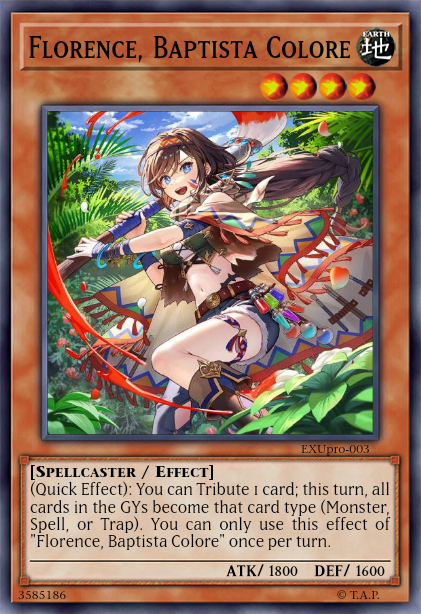 Florence, Baptista Colore
EARTH
地
EXUpro-003
[Spellcaster / Effect]
(Quick Effect): You can Tribute 1 card; this turn, all
cards in the GYs become that card type (Monster,
Spell, or Trap). You can only use this effect of
"Florence, Baptista Colore" once per turn.
ATK/ 1800 DEF/ 1600
3585186 © T.A.P.